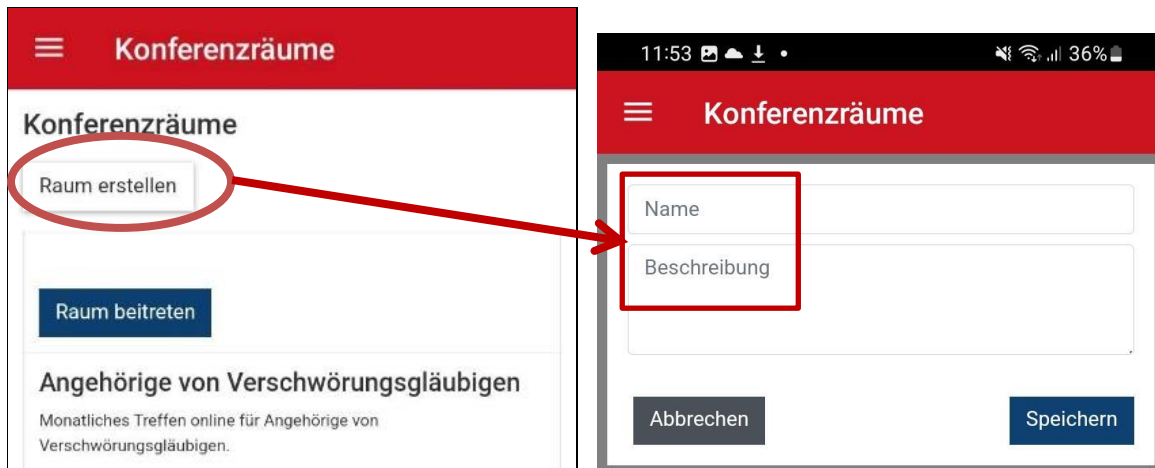 Konferenzräume
Konferenzräume
Raum erstellen
Raum beitreten
Angehörige von Verschwörungsgläubigen
Monatliches Treffen online für Angehörige von
Verschwörungsgläubigen.
11:53 36%
Konferenzräume
Name
Beschreibung
Abbrechen Speichern